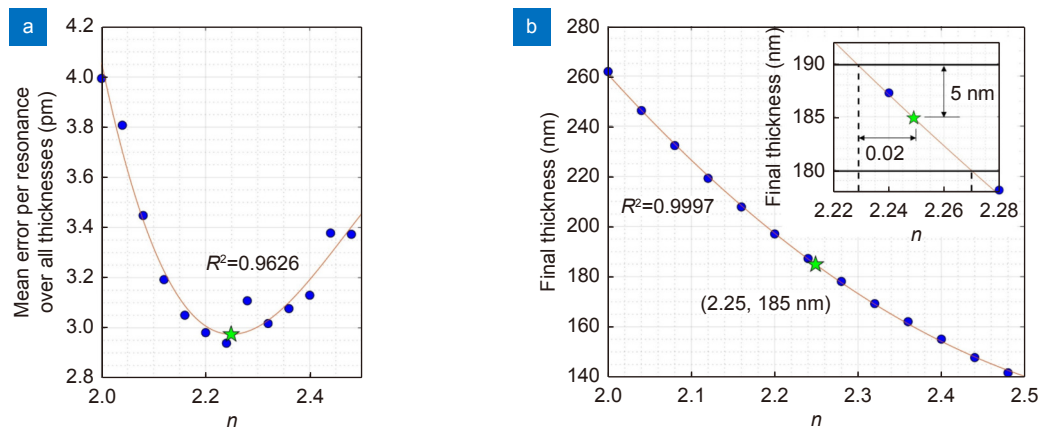 a
4.2
4.0
3.8
3.6
3.4
3.2
3.0
2.8
2.0
2.2
2.4
n
Mean error per resonance
over all thicknesses (pm)
R²=0.9626
b
280
260
240
220
200
180
160
140
2.0
2.1
2.2
2.3
2.4
2.5
n
Final thickness (nm)
R²=0.9997
(2.25, 185 nm)
190
185
180
2.22
2.24
2.26
2.28
n
Final thickness (nm)
5 nm
0.02